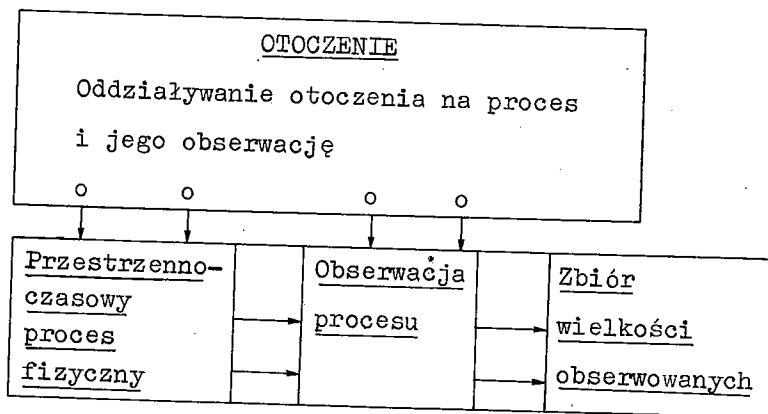 OTOCZENIE
Oddziaływanie otoczenia na proces
i jego obserwację
o o o o
Przestrzenno-
czasowy
proces
fizyczny
Obserwacja
procesu
Zbiór
wielkości
obserwowanych